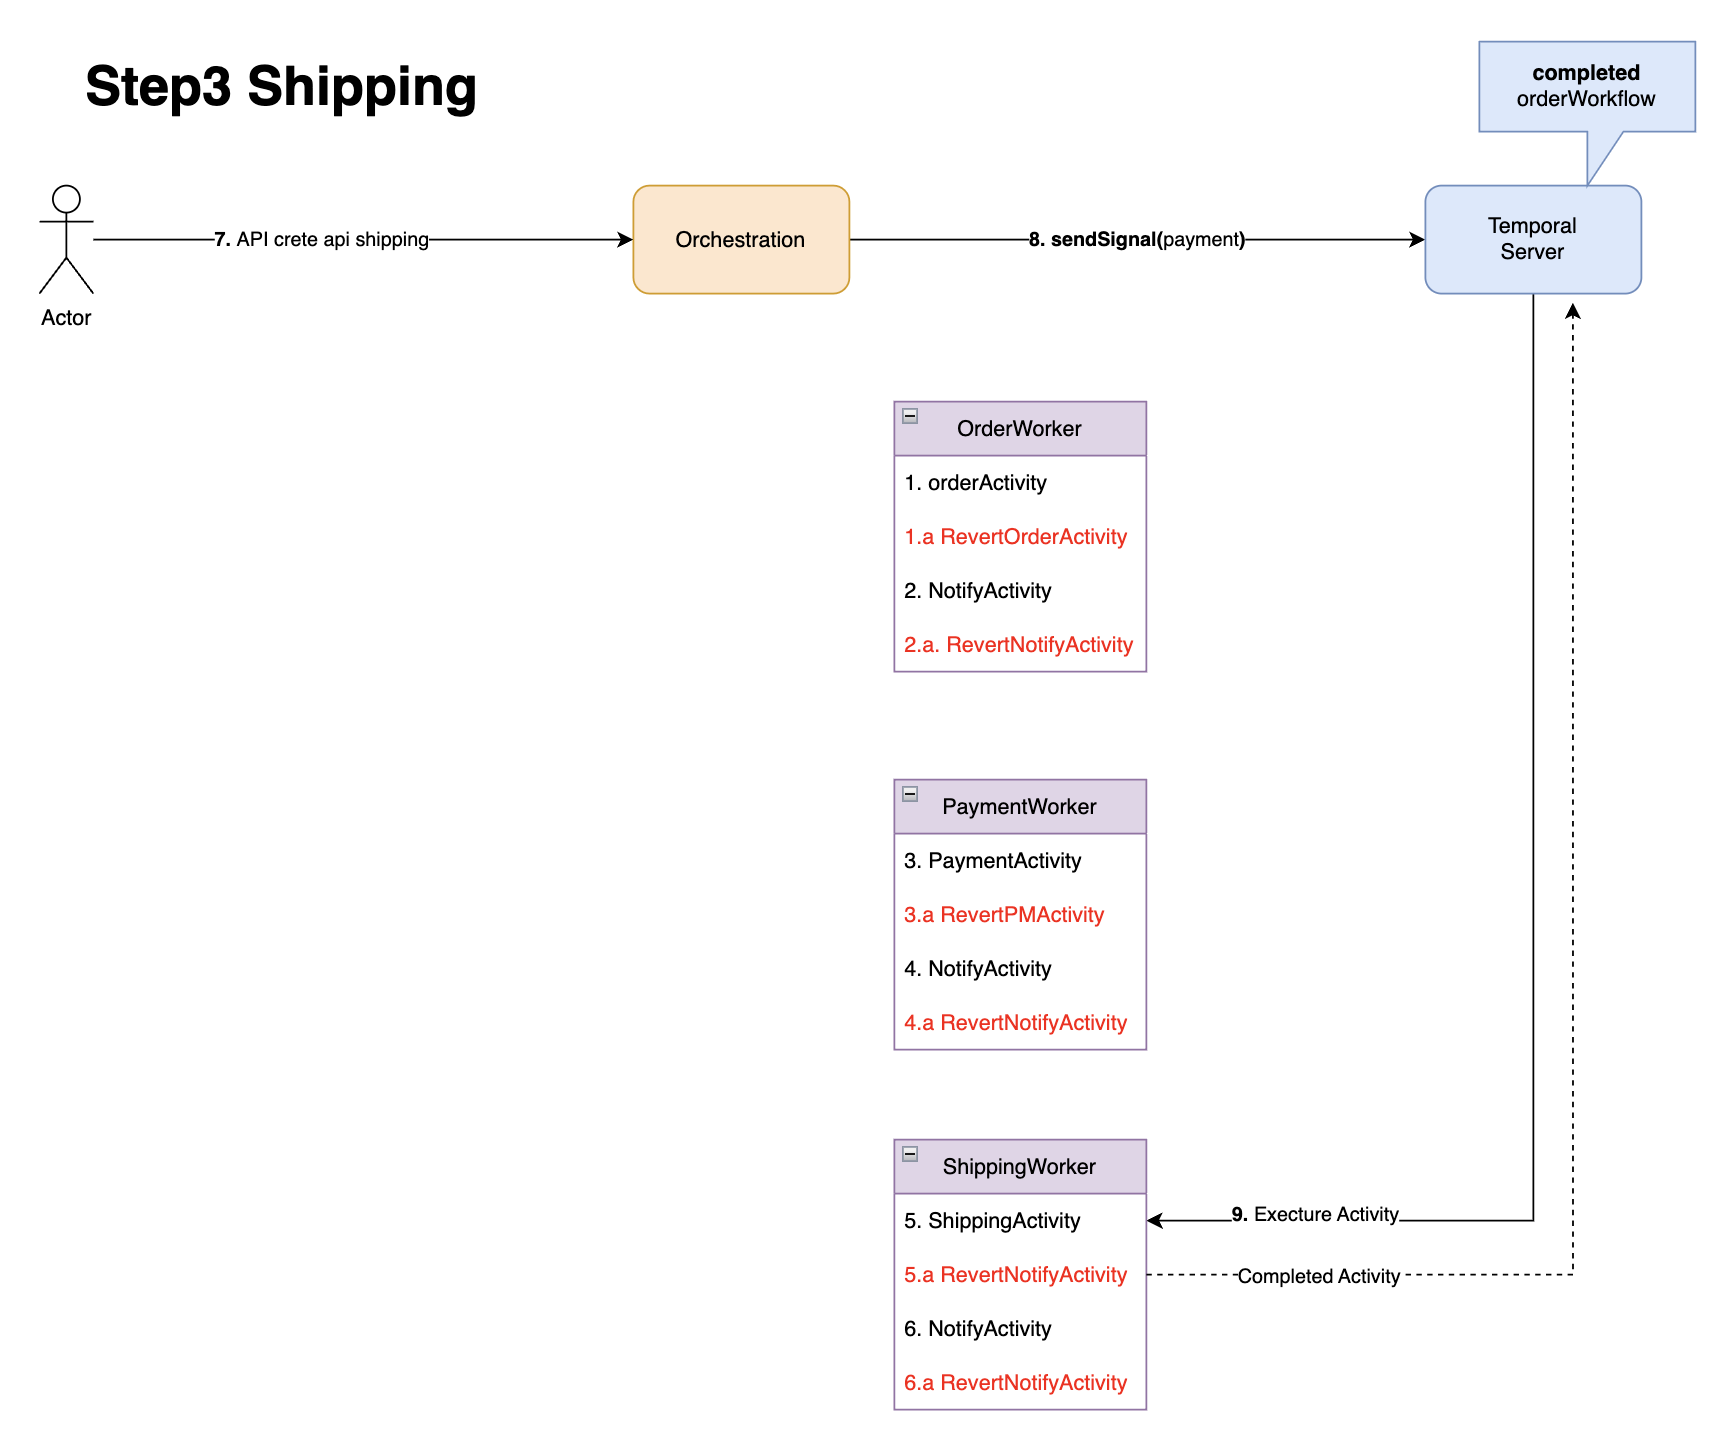 Step3 Shipping
completed
orderWorkflow
Actor
7. API crete api shipping
Orchestration
8. sendSignal(payment)
Temporal
Server
OrderWorker
1. orderActivity
1.a RevertOrderActivity
2. NotifyActivity
2.a. RevertNotifyActivity
PaymentWorker
3. PaymentActivity
3.a RevertPMActivity
4. NotifyActivity
4.a RevertNotifyActivity
ShippingWorker
5. ShippingActivity
9. Execture Activity
5.a RevertNotifyActivity
Completed Activity
6. NotifyActivity
6.a RevertNotifyActivity